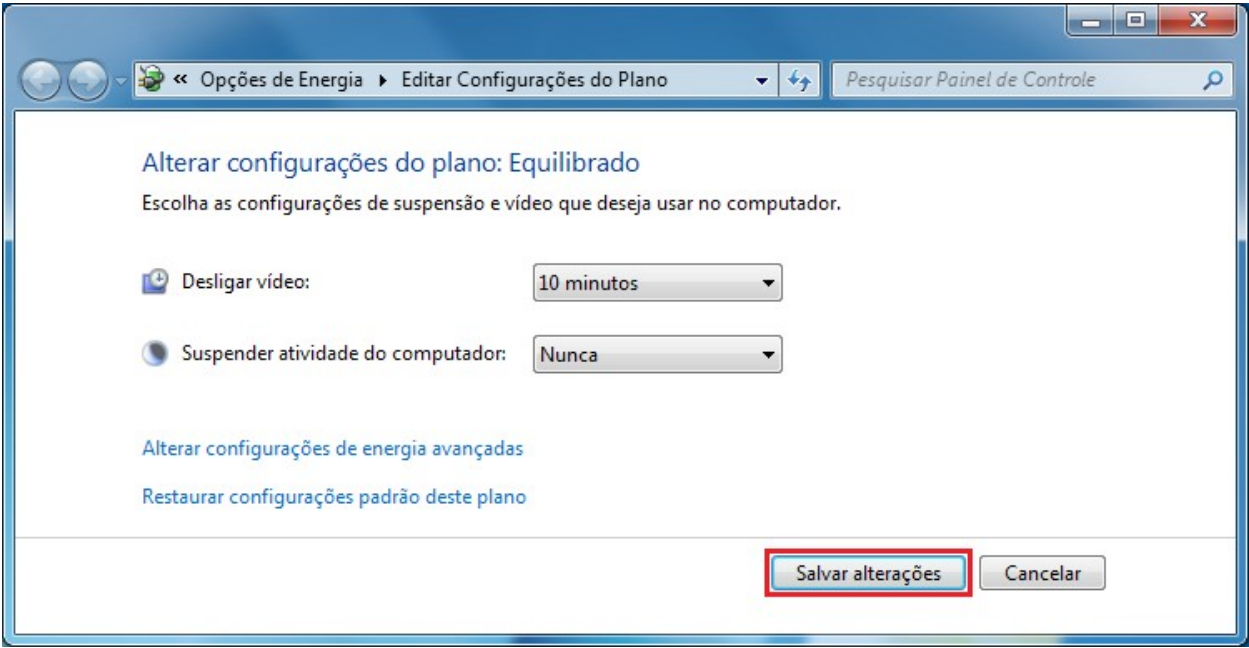 « Opções de Energia ▸ Editar Configurações do Plano
Pesquisar Painel de Controle
Alterar configurações do plano: Equilibrado
Escolha as configurações de suspensão e vídeo que deseja usar no computador.
Desligar vídeo: 10 minutos
Suspender atividade do computador: Nunca
Alterar configurações de energia avançadas
Restaurar configurações padrão deste plano
Salvar alterações Cancelar